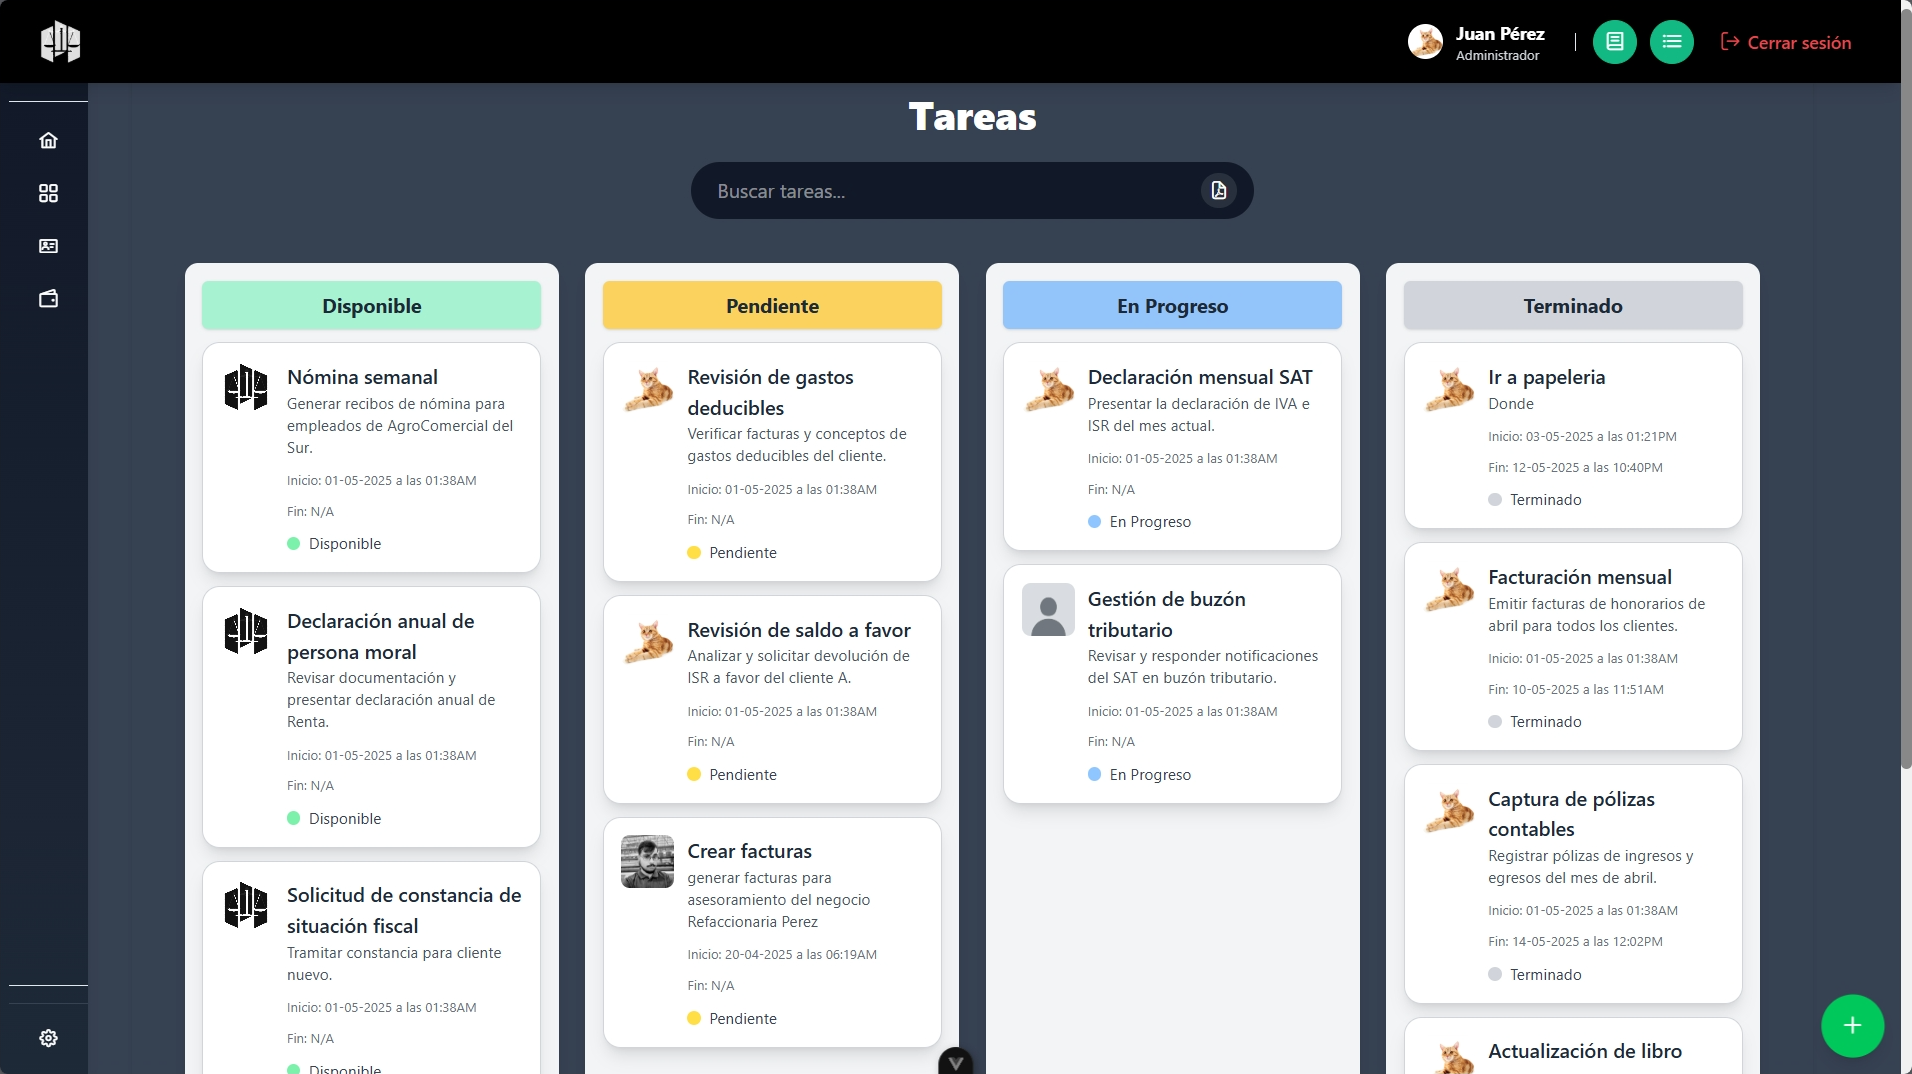 Juan Pérez
Administrador
Cerrar sesión
Tareas
Buscar tareas...
Disponible
Nómina semanal
Generar recibos de nómina para
empleados de AgroComercial del
Sur.
Inicio: 01-05-2025 a las 01:38AM
Fin: N/A
Disponible
Declaración anual de
persona moral
Revisar documentación y
presentar declaración anual de
Renta.
Inicio: 01-05-2025 a las 01:38AM
Fin: N/A
Disponible
Solicitud de constancia de
situación fiscal
Tramitar constancia para cliente
nuevo.
Inicio: 01-05-2025 a las 01:38AM
Fin: N/A
Disponible
Pendiente
Revisión de gastos
deducibles
Verificar facturas y conceptos de
gastos deducibles del cliente.
Inicio: 01-05-2025 a las 01:38AM
Fin: N/A
Pendiente
Revisión de saldo a favor
Analizar y solicitar devolución de
ISR a favor del cliente A.
Inicio: 01-05-2025 a las 01:38AM
Fin: N/A
Pendiente
Crear facturas
generar facturas para
asesoramiento del negocio
Refaccionaria Perez
Inicio: 20-04-2025 a las 06:19AM
Fin: N/A
Pendiente
En Progreso
Declaración mensual SAT
Presentar la declaración de IVA e
ISR del mes actual.
Inicio: 01-05-2025 a las 01:38AM
Fin: N/A
En Progreso
Gestión de buzón
tributario
Revisar y responder notificaciones
del SAT en buzón tributario.
Inicio: 01-05-2025 a las 01:38AM
Fin: N/A
En Progreso
Terminado
Ir a papeleria
Donde
Inicio: 03-05-2025 a las 01:21PM
Fin: 12-05-2025 a las 10:40PM
Terminado
Facturación mensual
Emitir facturas de honorarios de
abril para todos los clientes.
Inicio: 01-05-2025 a las 01:38AM
Fin: 10-05-2025 a las 11:51AM
Terminado
Captura de pólizas
contables
Registrar pólizas de ingresos y
egresos del mes de abril.
Inicio: 01-05-2025 a las 01:38AM
Fin: 14-05-2025 a las 12:02PM
Terminado
Actualización de libro